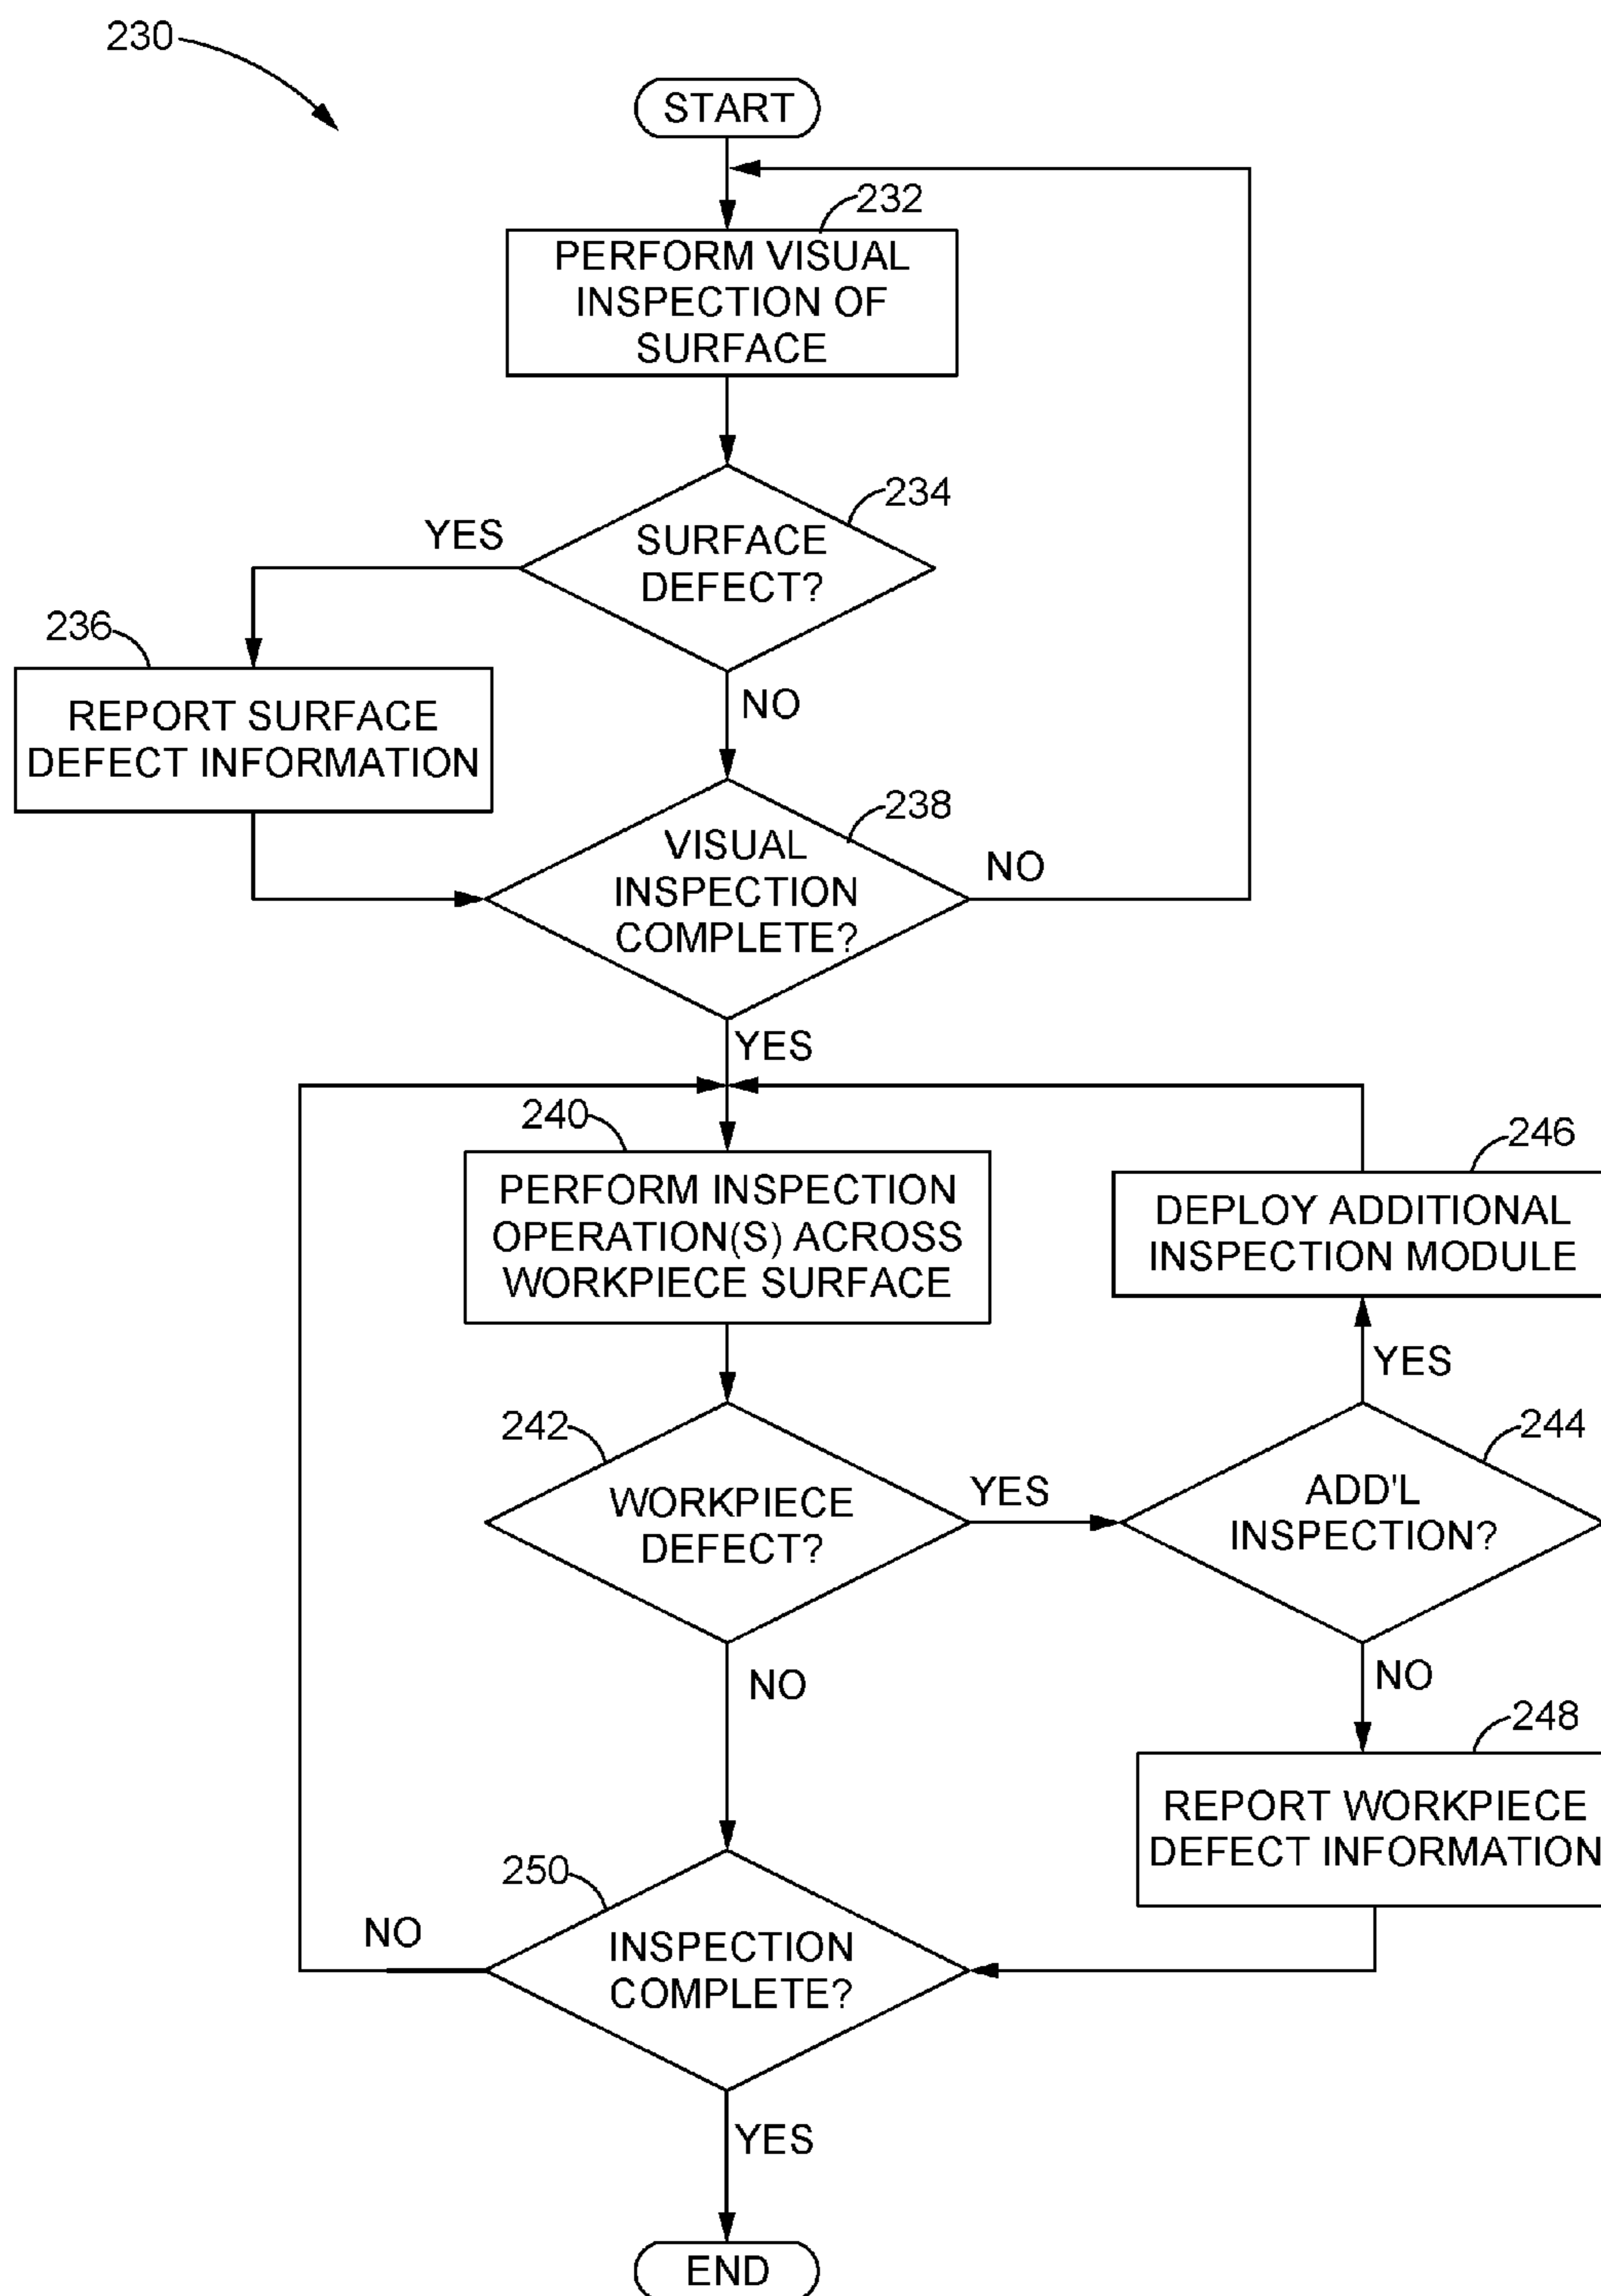 230
START
232
PERFORM VISUAL
INSPECTION OF
SURFACE
234
YES
SURFACE
DEFECT?
236
NO
REPORT SURFACE
DEFECT INFORMATION
238
VISUAL
INSPECTION
COMPLETE?
NO
YES
240
PERFORM INSPECTION
OPERATION(S) ACROSS
WORKPIECE SURFACE
246
DEPLOY ADDITIONAL
INSPECTION MODULE
YES
242
WORKPIECE
DEFECT?
YES
244
ADD'L
INSPECTION?
NO
NO
248
REPORT WORKPIECE
DEFECT INFORMATION
250
NO
INSPECTION
COMPLETE?
YES
END